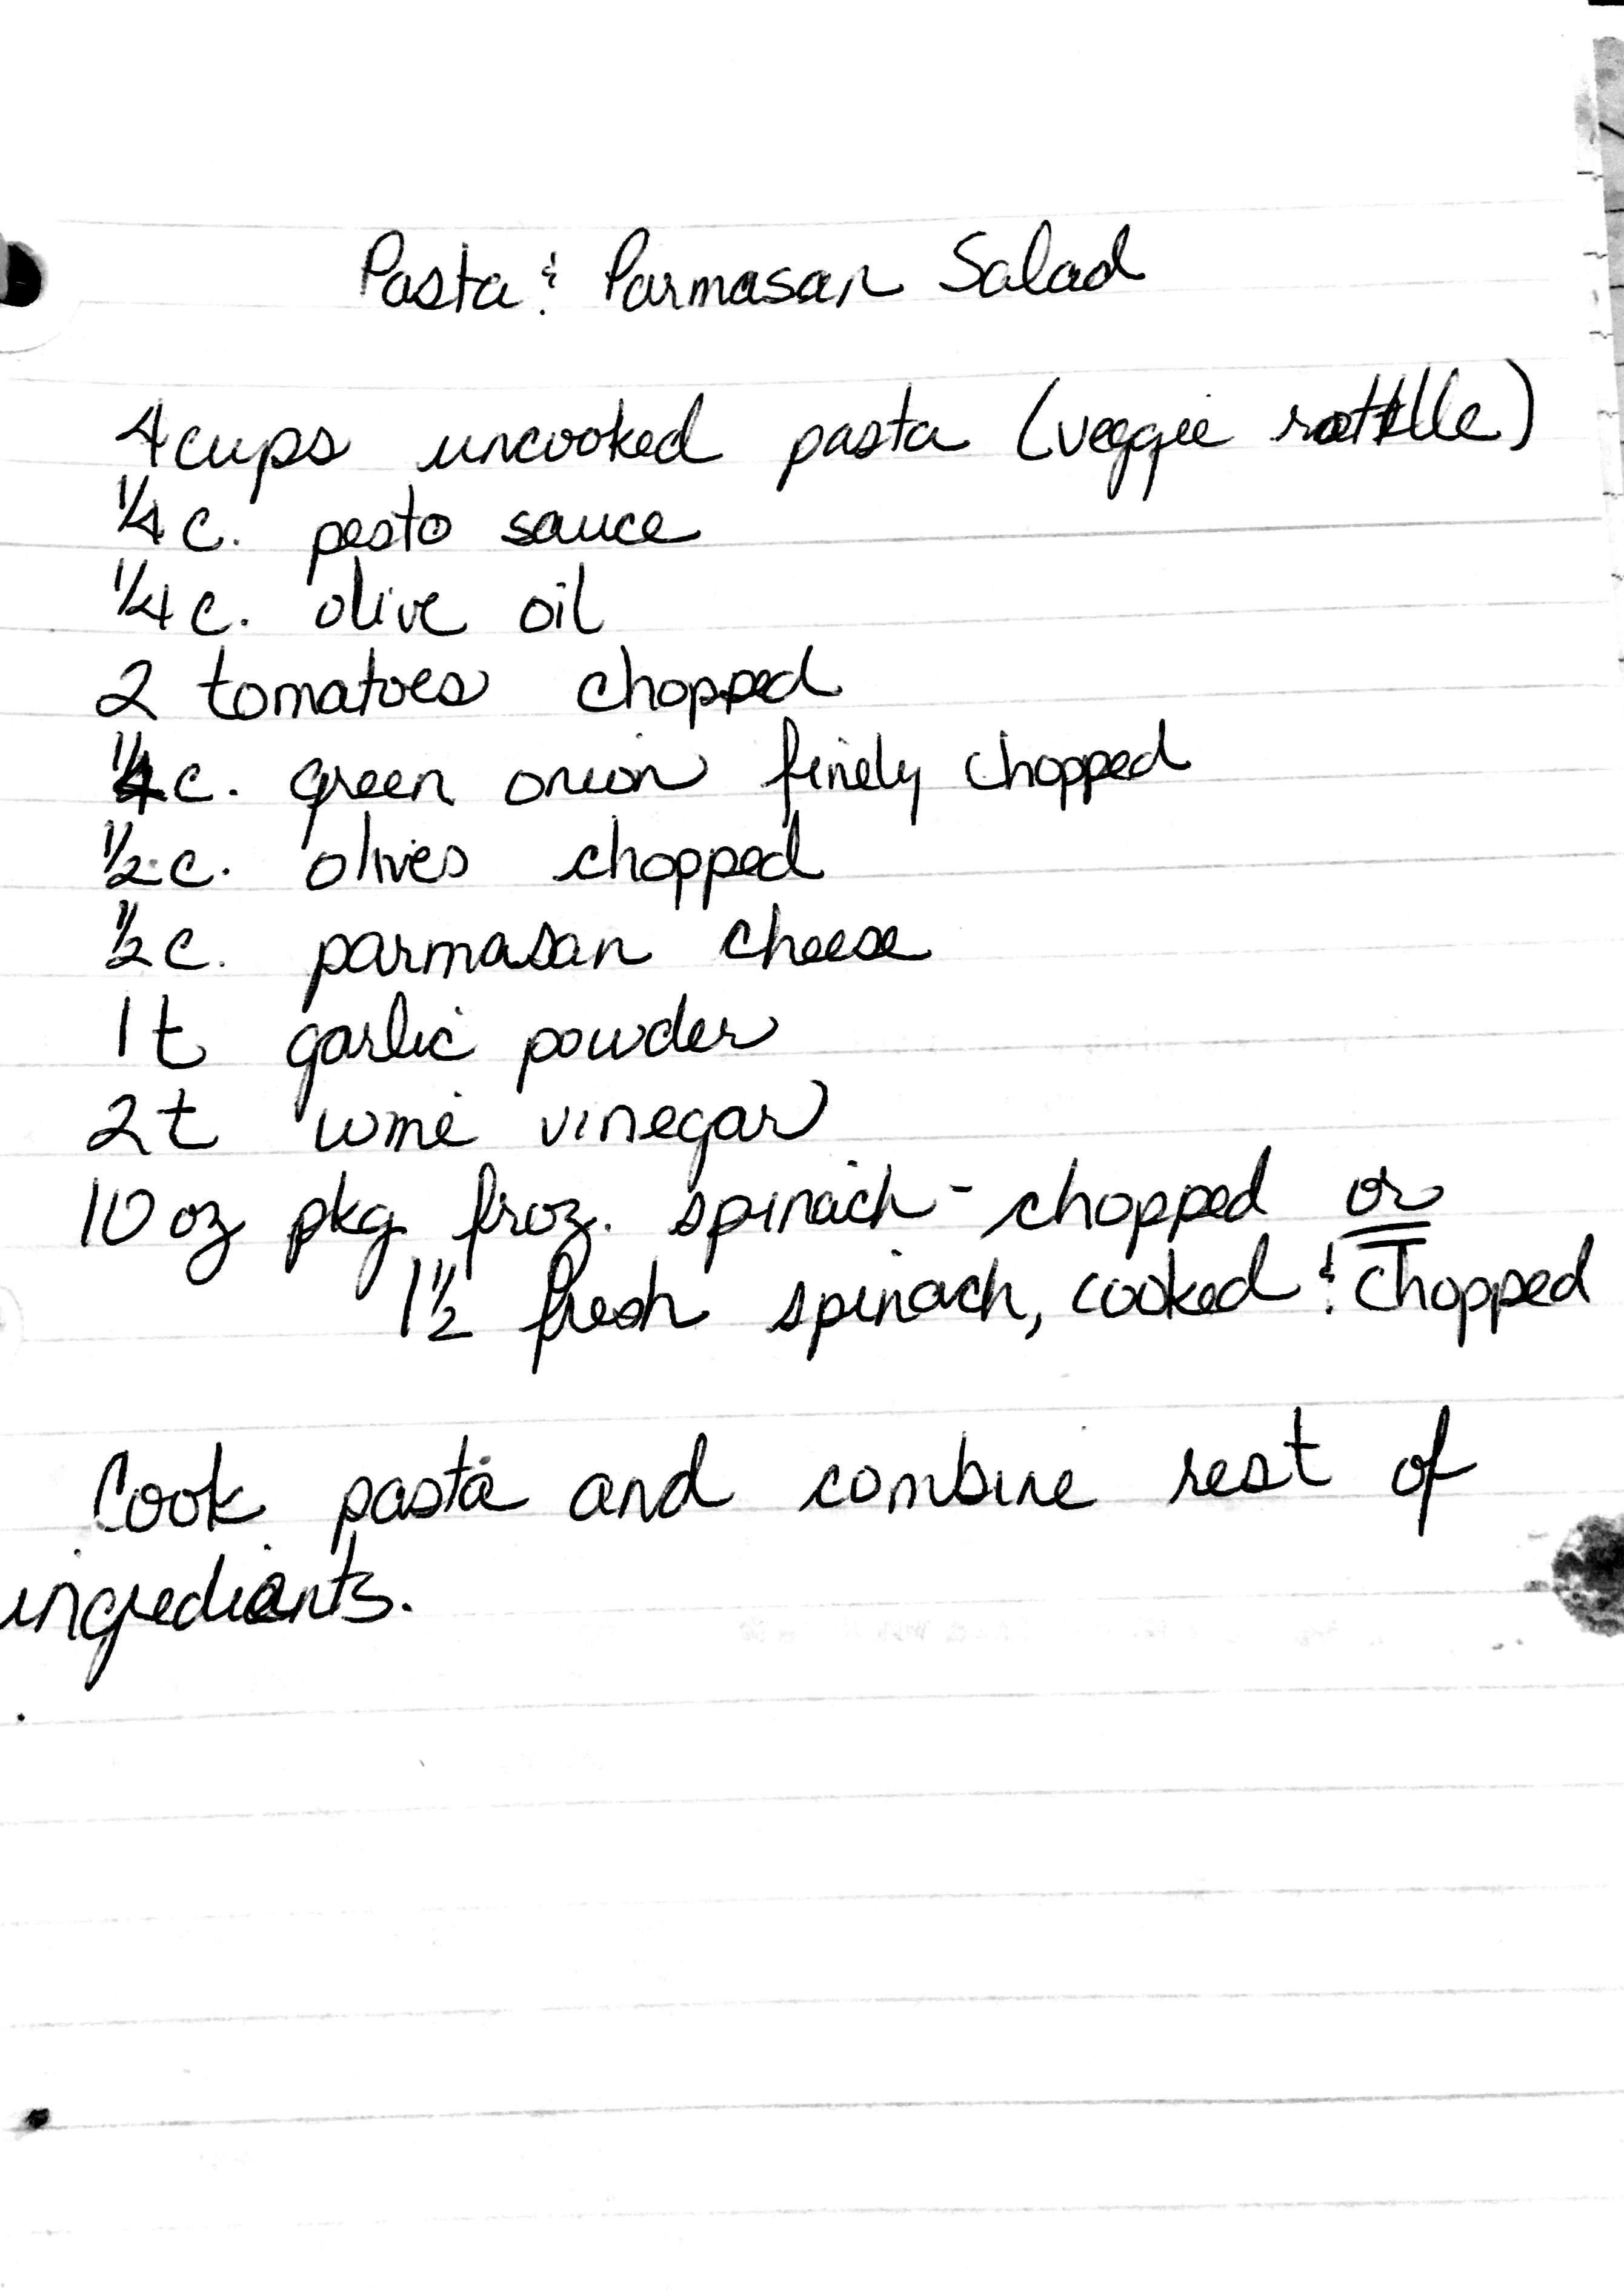 Pasta & Parmasan Salad
4 cups uncooked pasta (veggie rottelle)
1/4 c. pesto sauce
1/4 c. olive oil
2 tomatoes chopped
1/4 c. green onion finely chopped
1/2 c. olives chopped
1/2 c. parmasan cheese
1 t garlic powder
2 t wine vinegar
10 oz pkg froz. spinach - chopped or
1 1/2 fresh spinach, cooked & chopped
Cook pasta and combine rest of
ingredients.